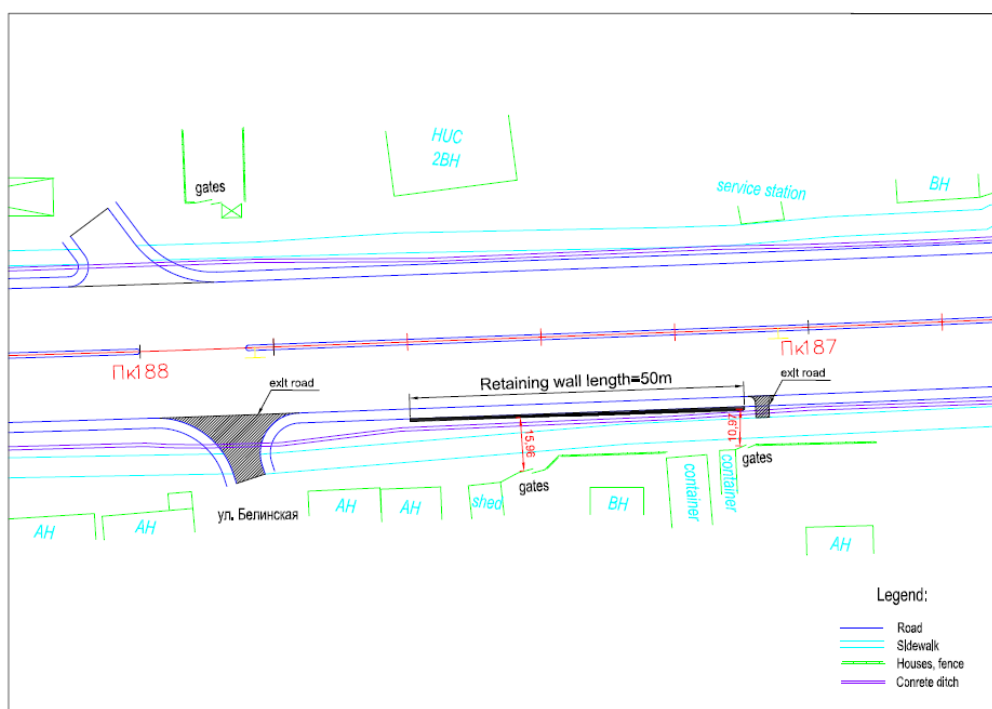 HUC
2BH
gates
service station
BH
Пк188
Пк187
exit road
Retaining wall length=50m
exit road
15,96
10,67
gates
gates
container
container
shed
BH
AH
AH
AH
AH
AH
ул. Белинская
Legend:
Road
Sidewalk
Houses, fence
Conrete ditch